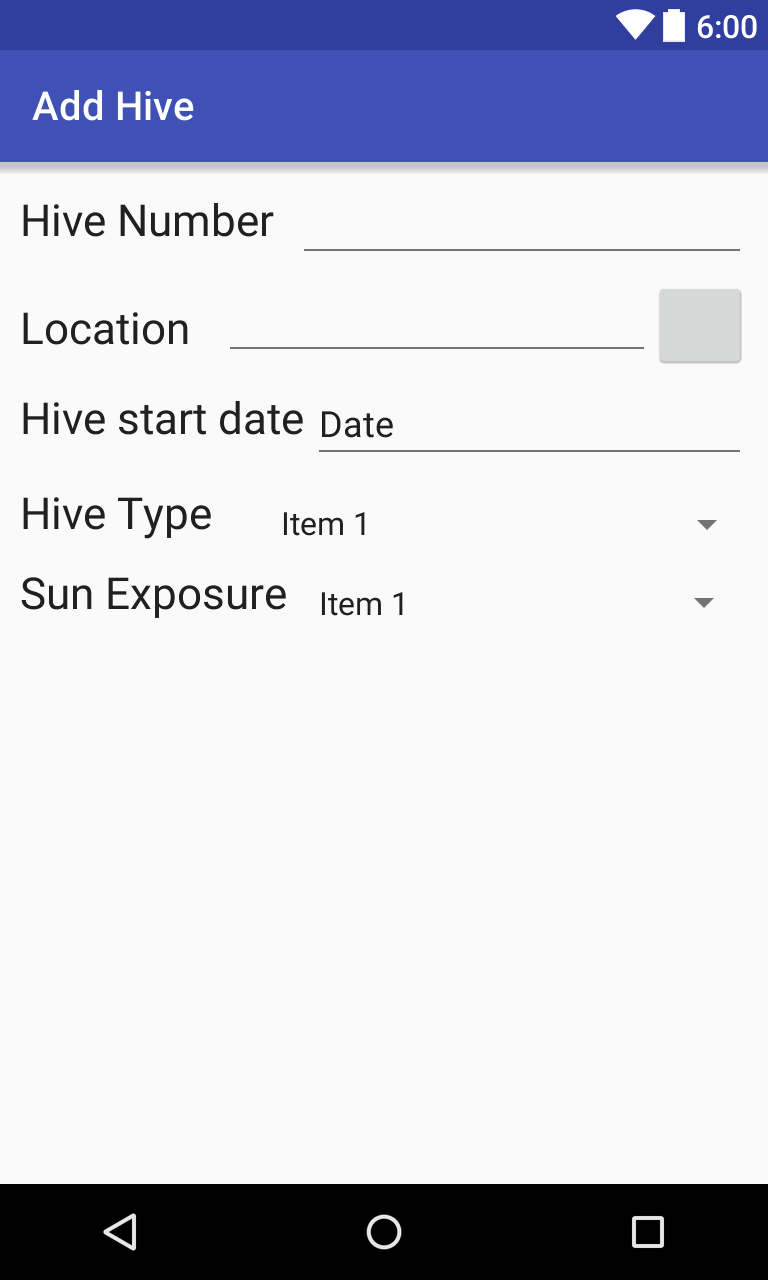 6:00
Add Hive
Hive Number
Location
Hive start date Date
Hive Type Item 1
Sun Exposure Item 1